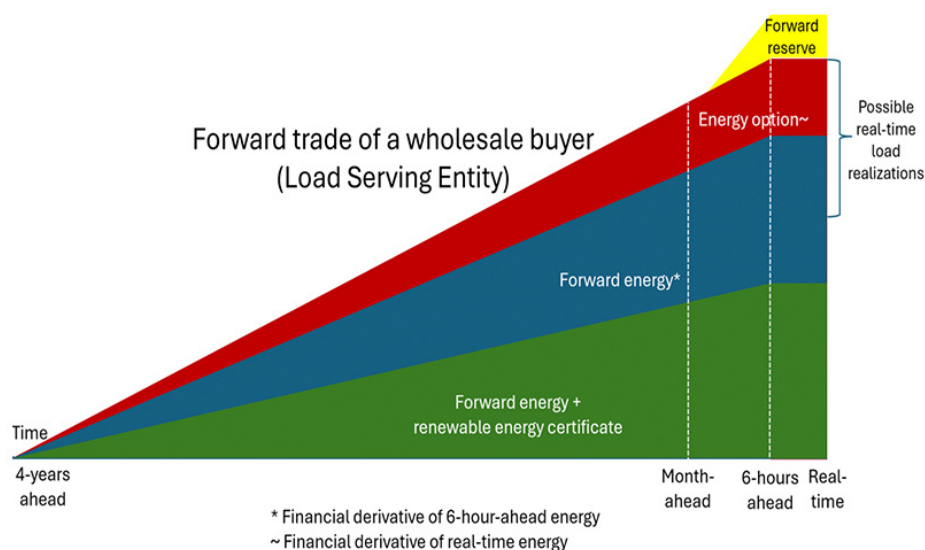 Forward
reserve
Energy option~
Possible
real-time
load
realizations
Forward trade of a wholesale buyer
(Load Serving Entity)
Forward energy*
Forward energy +
renewable energy certificate
Time
4-years
ahead
Month-
ahead
6-hours
ahead
Real-
time
* Financial derivative of 6-hour-ahead energy
~ Financial derivative of real-time energy